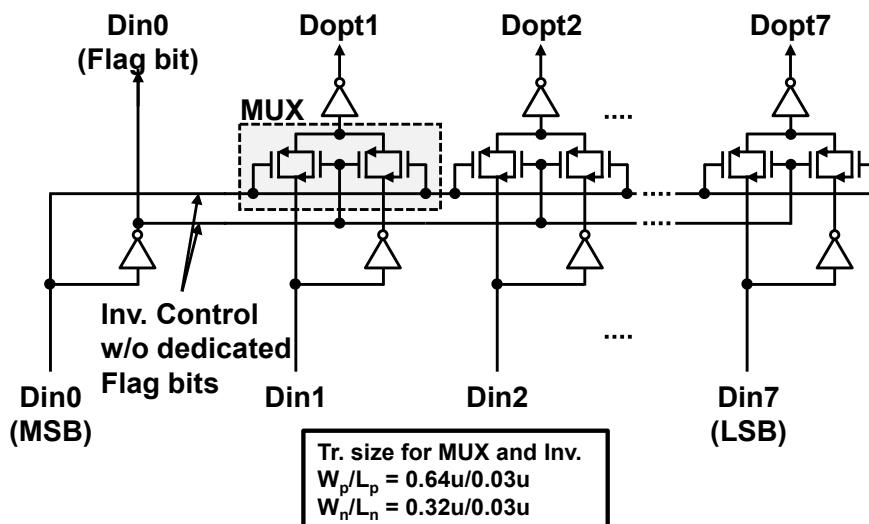 Din0
(Flag bit)
Dopt1
Dopt2
Dopt7
MUX
....
Inv. Control
w/o dedicated
Flag bits
....
Din0
(MSB)
Din1
Din2
Din7
(LSB)
Tr. size for MUX and Inv.
Wp/Lp = 0.64u/0.03u
Wn/Ln = 0.32u/0.03u